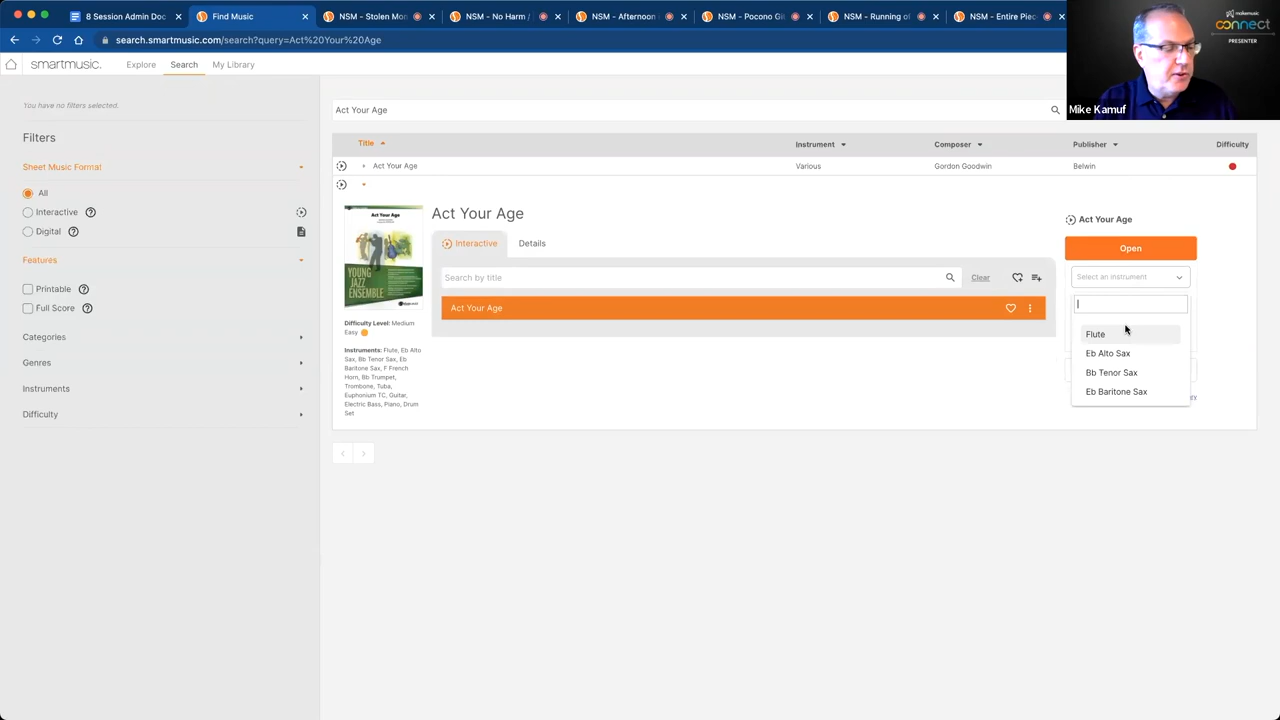 8 Session Admin Doc
Find Music
NSM - Stolen Mon
NSM - No Harm /
NSM - Afternoon
NSM - Pocono Gi
NSM - Running of
NSM - Entire Piec
search.smartmusic.com/search?query=Act%20Your%20Age
makemusic
connect
PRESENTER
Mike Kamuf
smartmusic.
Explore
Search
My Library
You have no filters selected.
Filters
Sheet Music Format
All
Interactive
Digital
Features
Printable
Full Score
Categories
Genres
Instruments
Difficulty
Act Your Age
Title
Instrument
Composer
Publisher
Difficulty
Act Your Age
Various
Gordon Goodwin
Belwin
Act Your Age
YOUNG
JAZZ
ENSEMBLE
Difficulty Level: Medium
Easy
Instruments: Flute, Eb Alto
Sax, Bb Tenor Sax, Eb
Baritone Sax, F French
Horn, Bb Trumpet,
Trombone, Tuba,
Euphonium TC, Guitar,
Electric Bass, Piano, Drum
Set
Act Your Age
Interactive
Details
Search by title
Clear
Act Your Age
Act Your Age
Open
Select an instrument
Flute
Eb Alto Sax
Bb Tenor Sax
Eb Baritone Sax